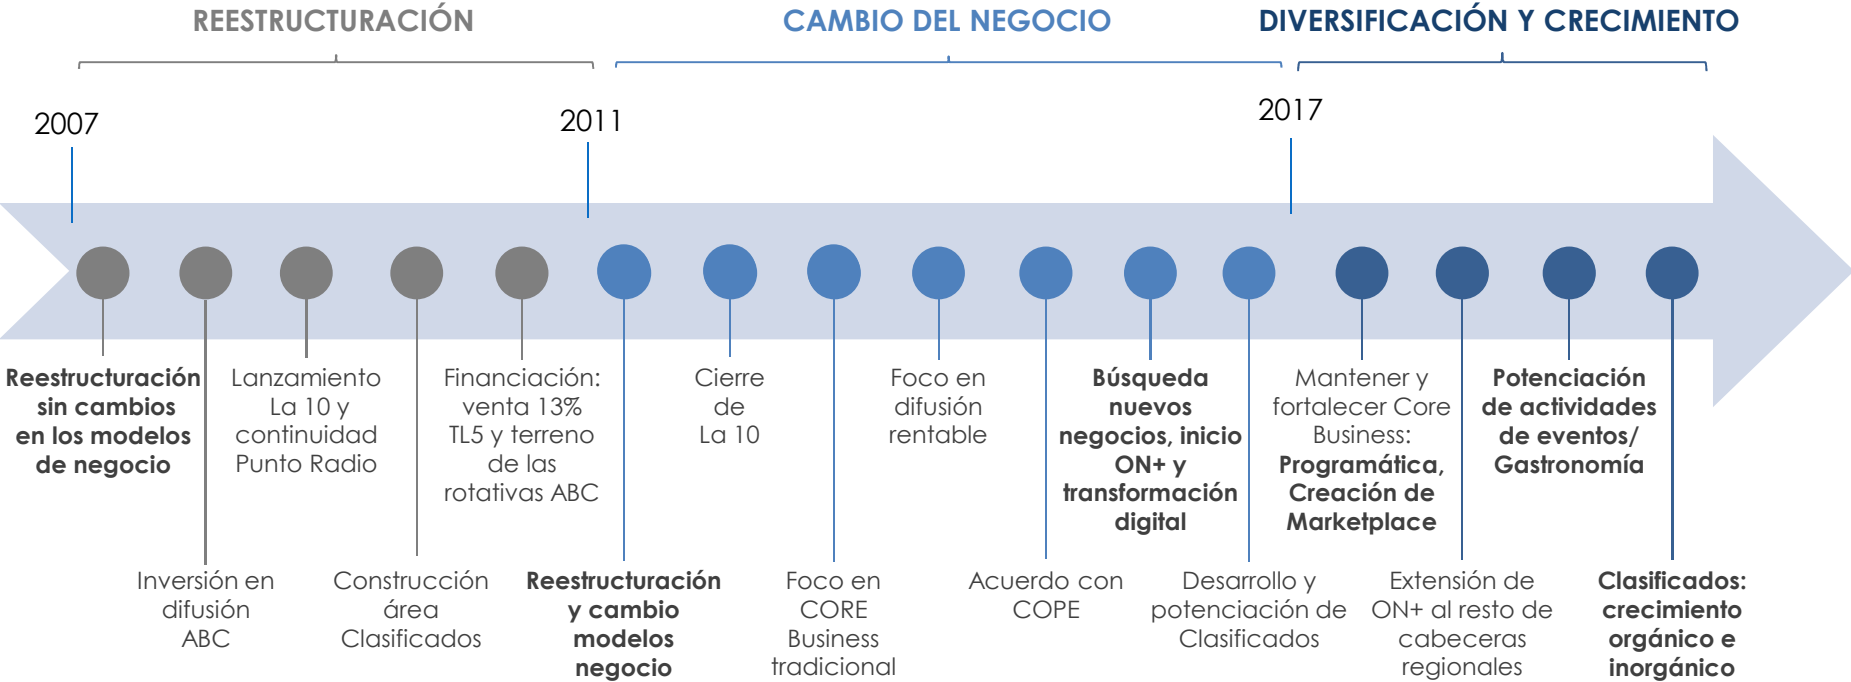 REESTRUCTURACIÓN
CAMBIO DEL NEGOCIO
DIVERSIFICACIÓN Y CRECIMIENTO
2007
2011
2017
Reestructuración
sin cambios
en los modelos
de negocio
Inversión en
difusión
ABC
Lanzamiento
La 10 y
continuidad
Punto Radio
Construcción
área
Clasificados
Financiación:
venta 13%
TL5 y terreno
de las
rotativas ABC
Reestructuración
y cambio
modelos
negocio
Cierre
de
La 10
Foco en
CORE
Business
tradicional
Foco en
difusión
rentable
Acuerdo con
COPE
Búsqueda
nuevos
negocios, inicio
ON+ y
transformación
digital
Desarrollo y
potenciación de
Clasificados
Mantener y
fortalecer Core
Business:
Programática,
Creación de
Marketplace
Extensión de
ON+ al resto de
cabeceras
regionales
Potenciación
de actividades
de eventos/
Gastronomía
Clasificados:
crecimiento
orgánico e
inorgánico